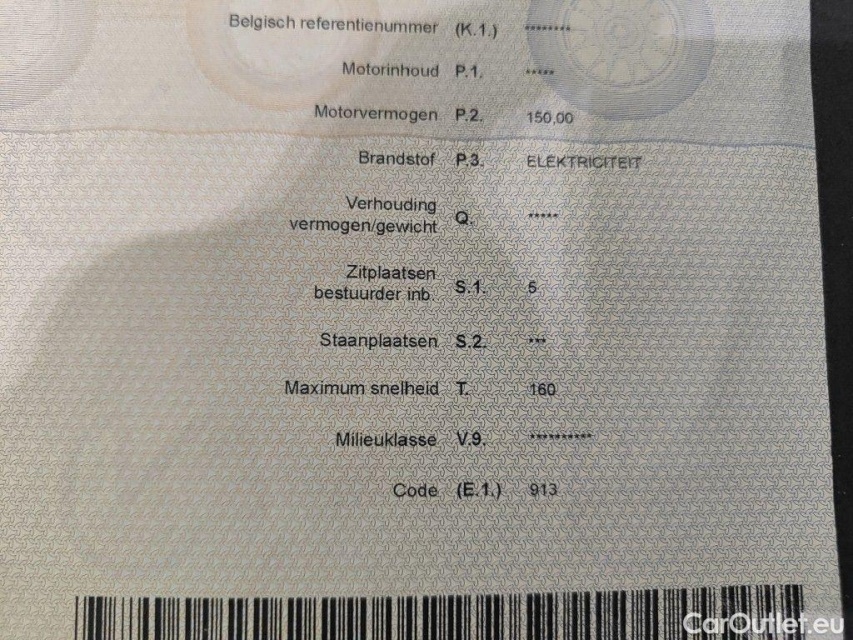 Belgisch referentienummer (K.1.) ********
Motorinhoud P.1. *****
Motorvermogen P.2. 150,00
Brandstof P.3. ELEKTRICITEIT
Verhouding
vermogen/gewicht Q. *****
Zitplaatsen
bestuurder inb. S.1. 5
Staanplaatsen S.2. ***
Maximum snelheid T. 160
Milieuklasse V.9. **********
Code (E.1.) 913
CarOutlet.eu